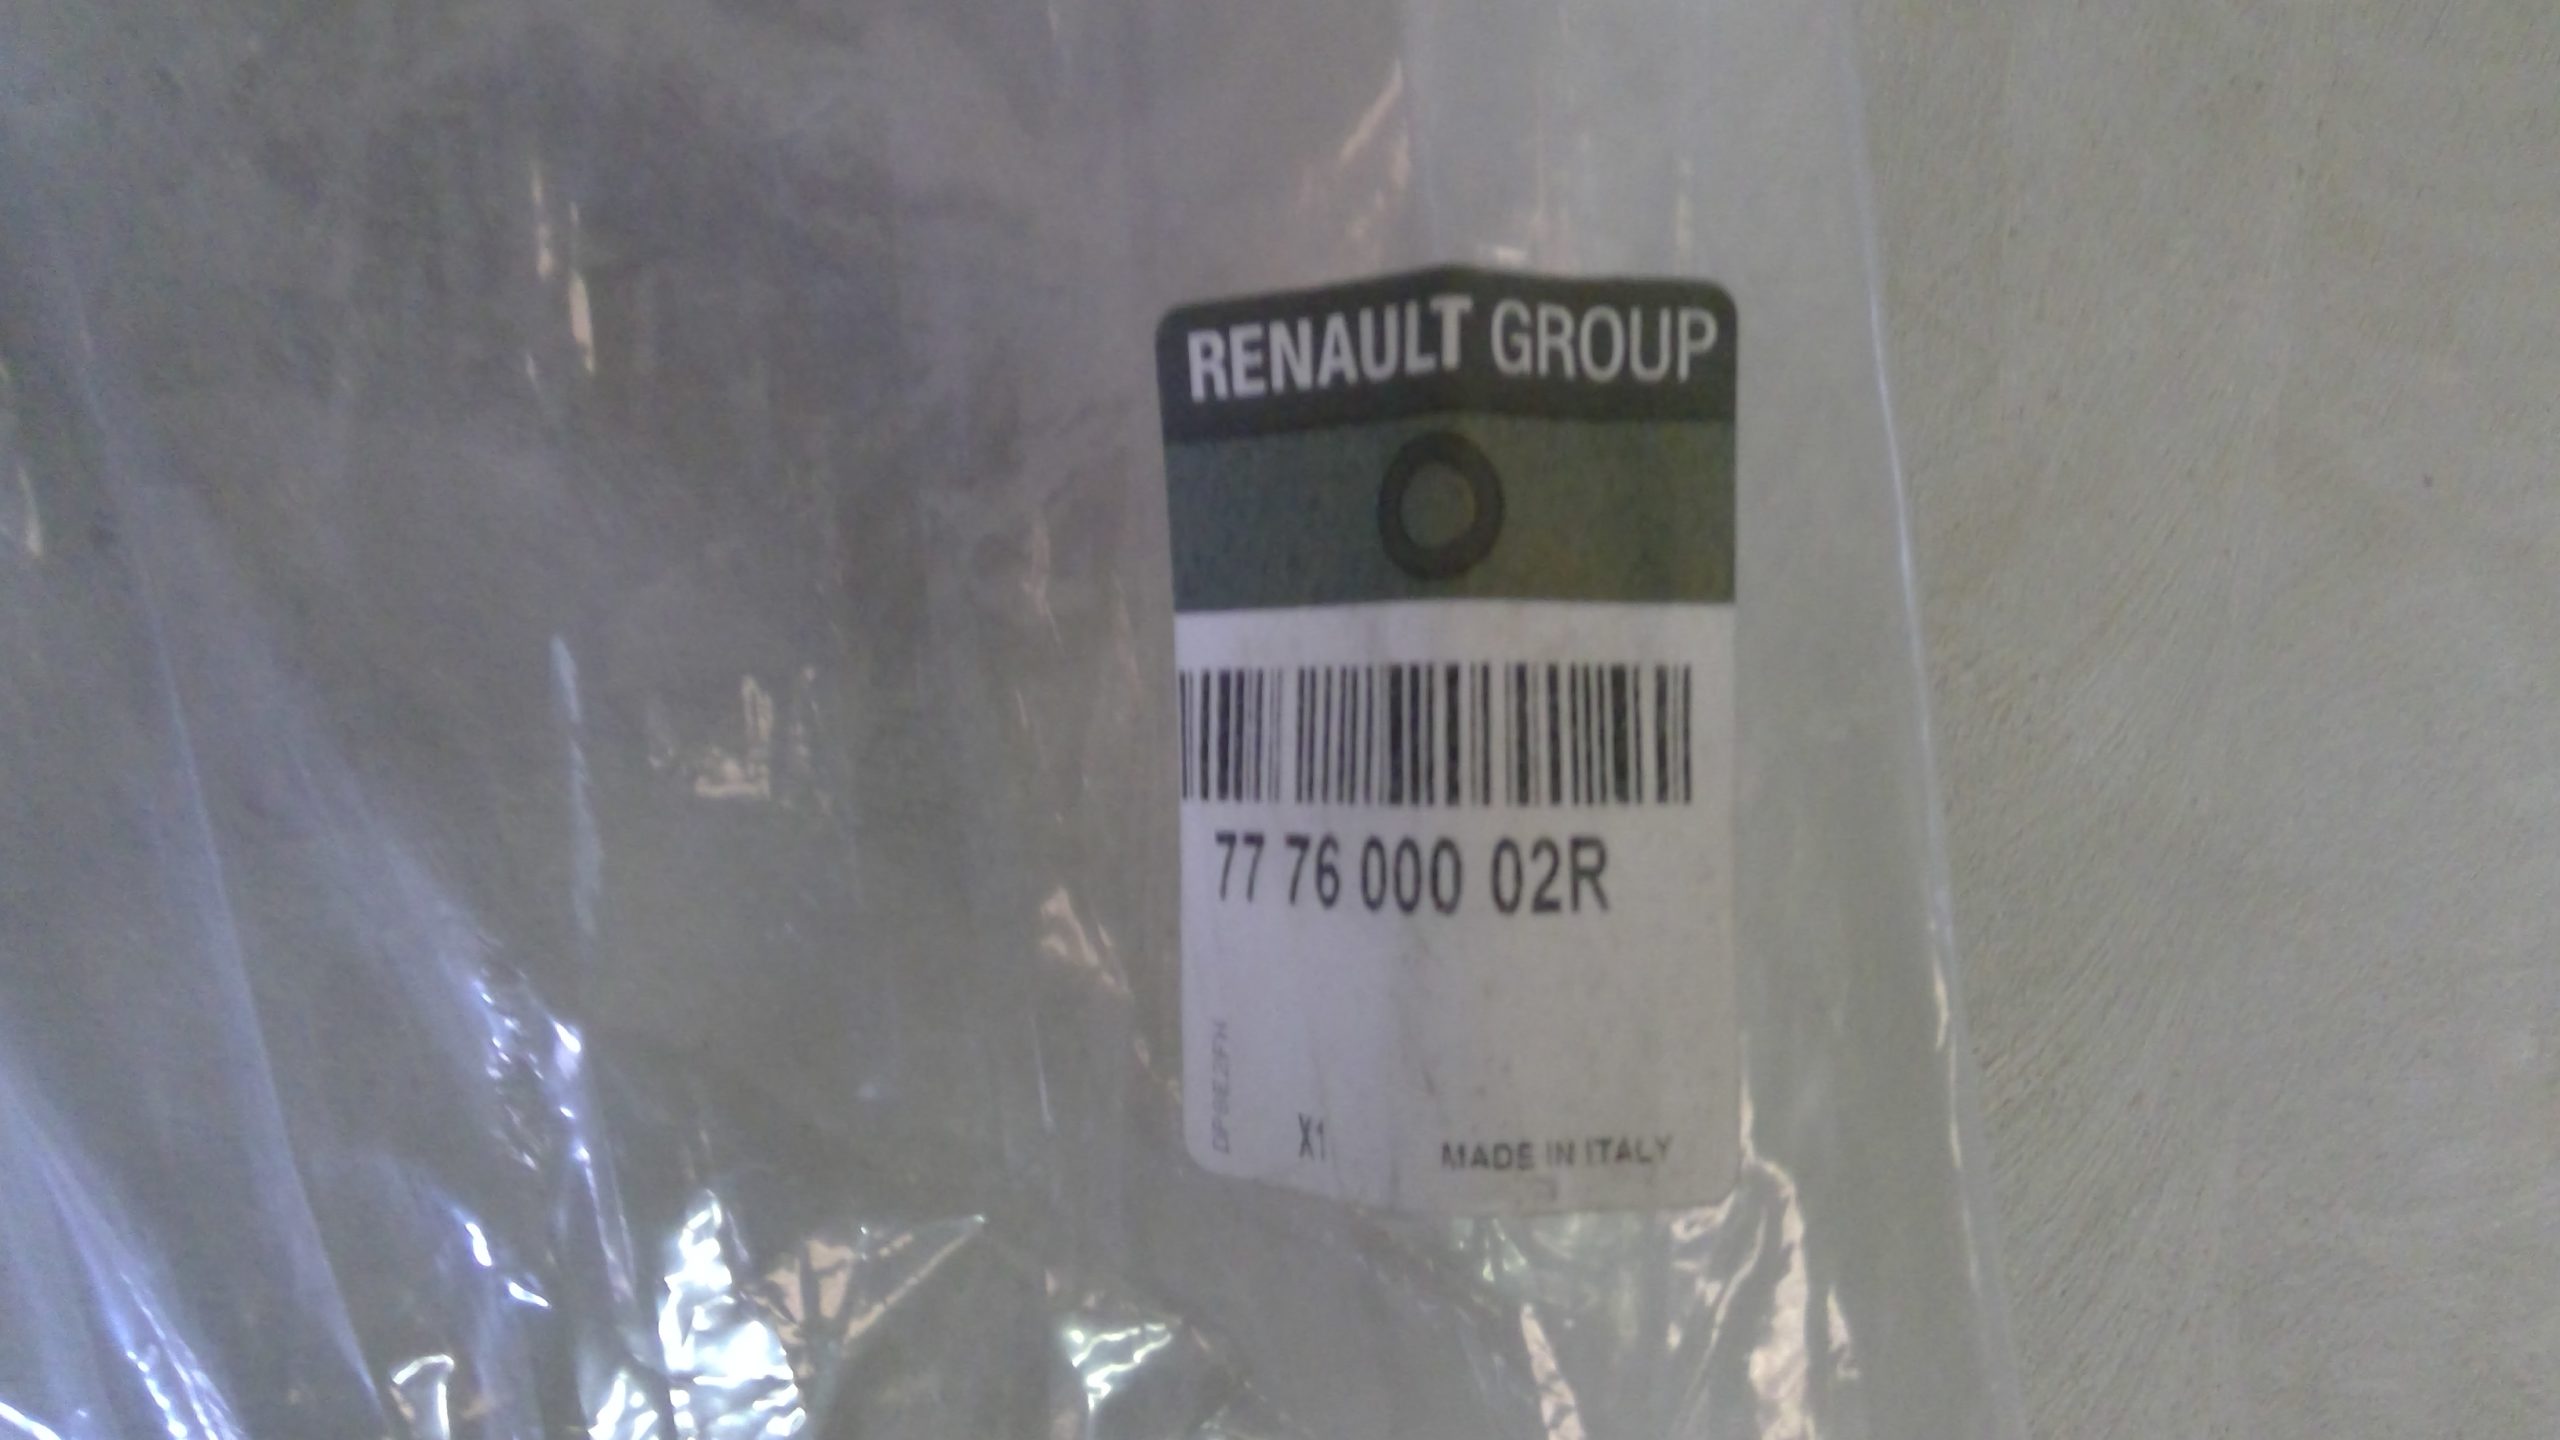 RENAULT GROUP
77 76 000 02R
X1
MADE IN ITALY